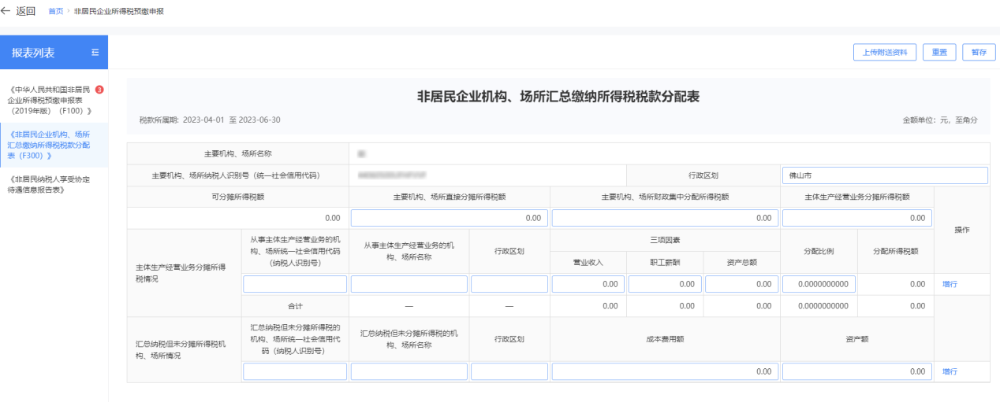 ← 返回 首页 › 非居民企业所得税预缴申报
报表列表
上传附送资料 重置 暂存
《中华人民共和国非居民 3
企业所得税预缴申报表
（2019年版）（F100）》
《非居民企业机构、场所
汇总缴纳所得税税款分配
表（F300）》
《非居民纳税人享受协定
待遇信息报告表》
非居民企业机构、场所汇总缴纳所得税税款分配表
税款所属期: 2023-04-01 至 2023-06-30 金额单位：元，至角分
主要机构、场所名称
主要机构、场所纳税人识别号（统一社会信用代码） 行政区划 佛山市
可分摊所得税额 主要机构、场所直接分摊所得税额 主要机构、场所财政集中分配所得税额 主体生产经营业务分摊所得税额
0.00 0.00 0.00 0.00
操作
主体生产经营业务分摊所得
税情况
从事主体生产经营业务的机
构、场所统一社会信用代码
（纳税人识别号）
从事主体生产经营业务的机
构、场所名称
行政区划
三项因素
营业收入 职工薪酬 资产总额
分配比例 分配所得税额
0.00 0.00 0.00 0.0000000000 0.00 增行
合计 — — 0.00 0.00 0.00 0.0000000000 0.00
汇总纳税但未分摊所得税机
构、场所情况
汇总纳税但未分摊所得税的
机构、场所统一社会信用代
码（纳税人识别号）
汇总纳税但未分摊所得税的机
构、场所名称
行政区划 成本费用额 资产额
0.00 0.00 增行